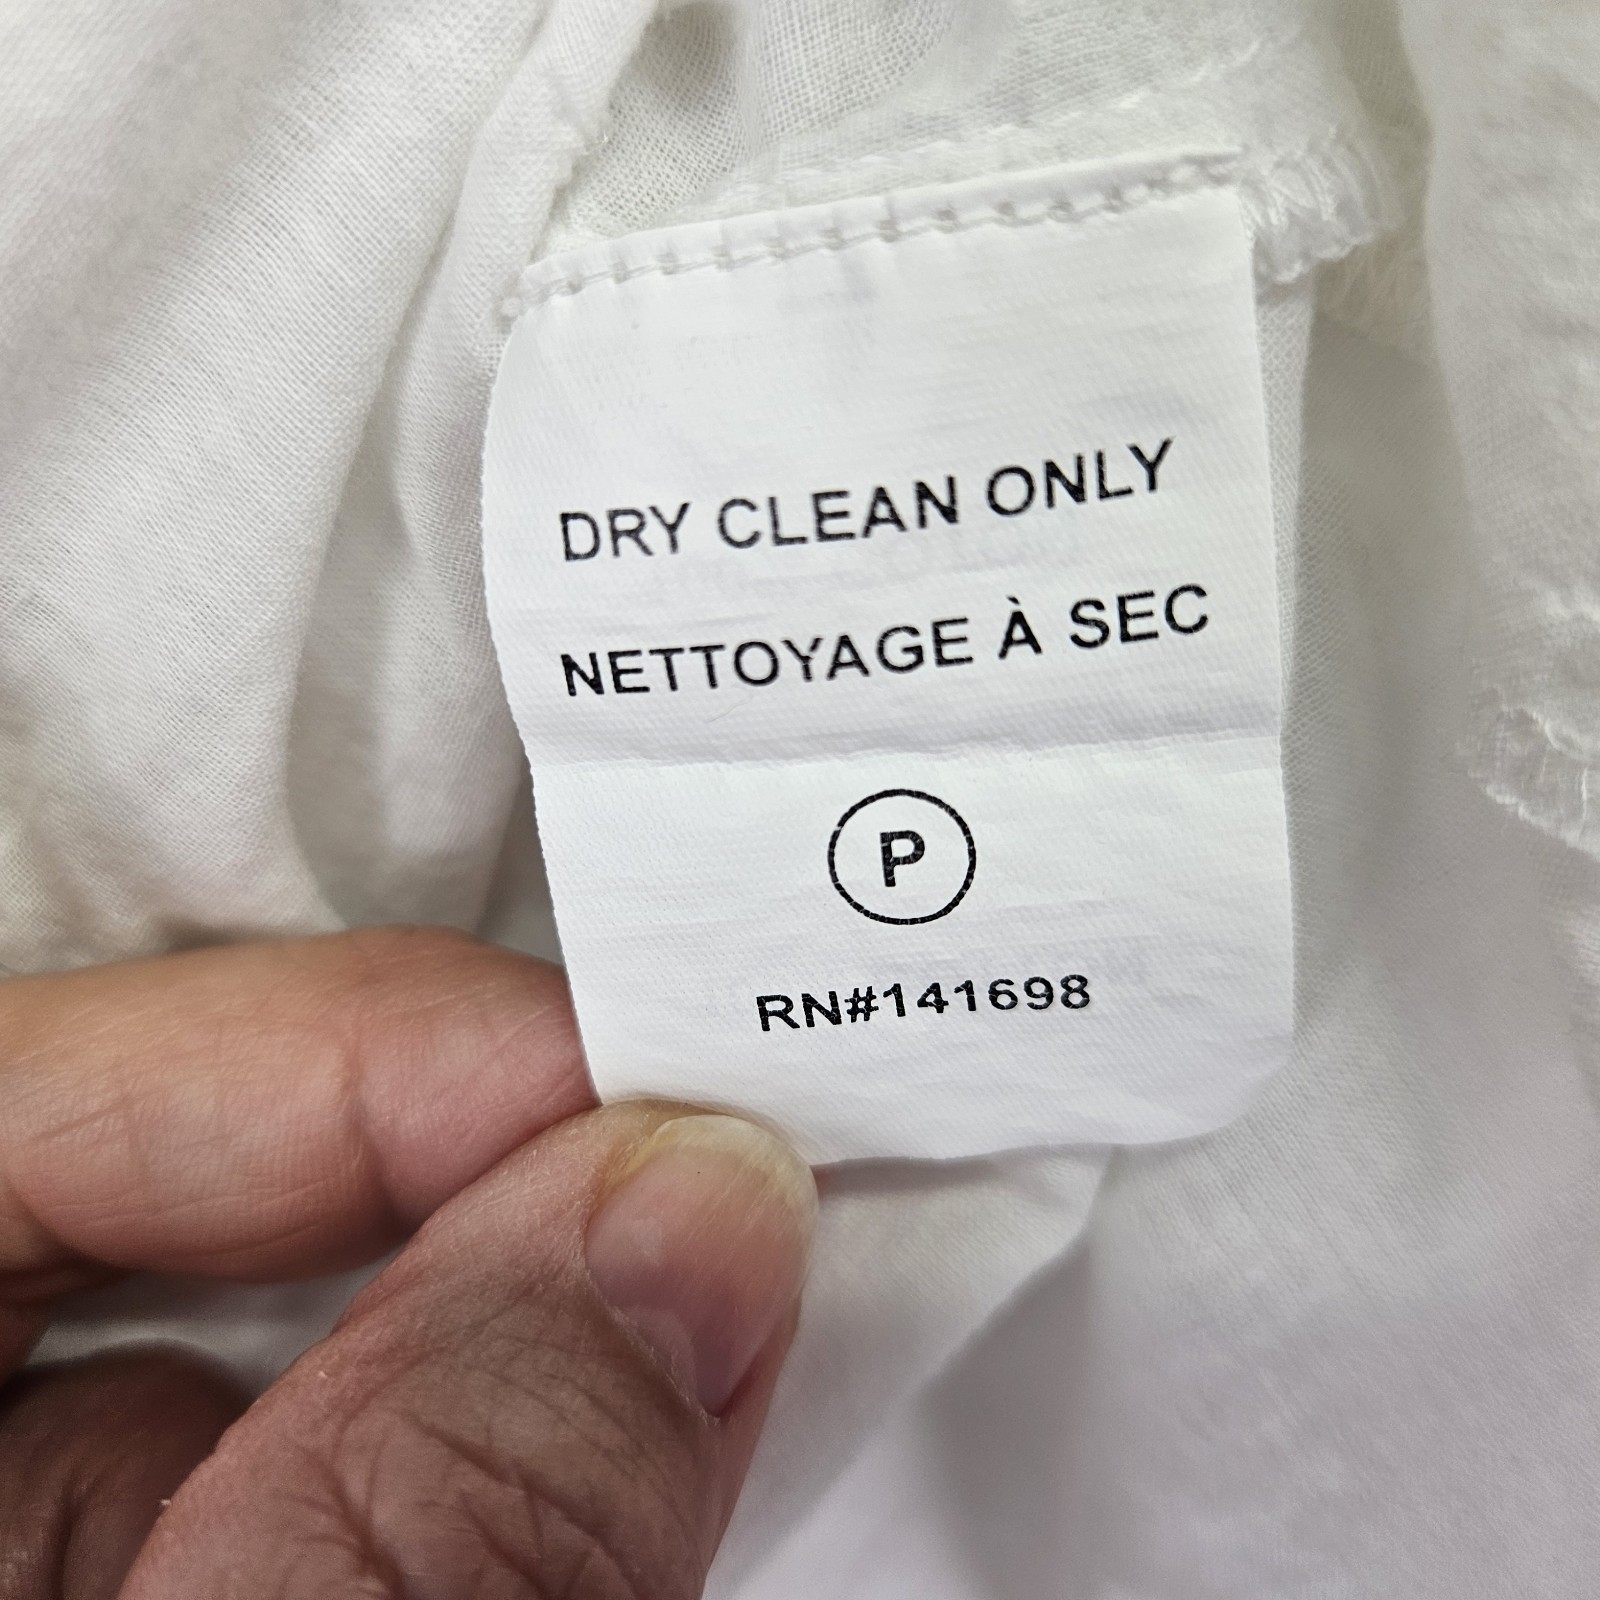 DRY CLEAN ONLY
NETTOYAGE À SEC
P
RN#141698